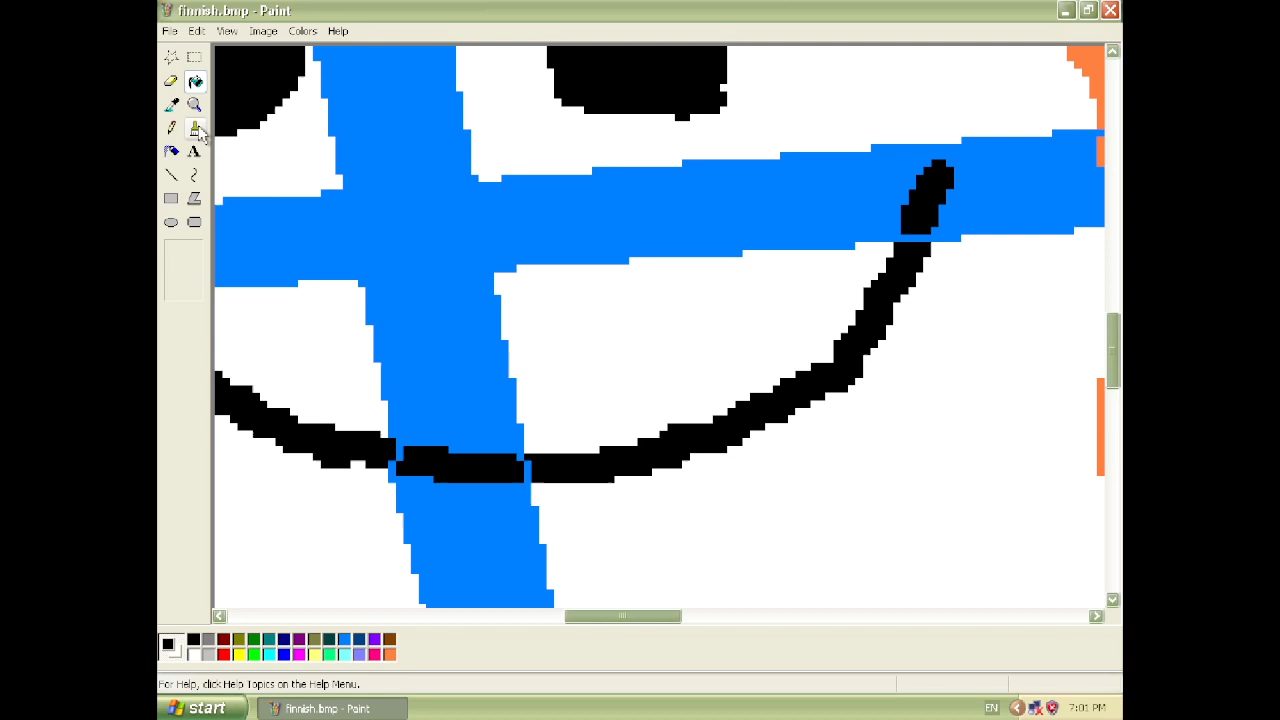 finnish.bmp - Paint
File Edit View Image Colors Help
A
For Help, click Help Topics on the Help Menu.
start finnish.bmp - Paint EN 7:01 PM